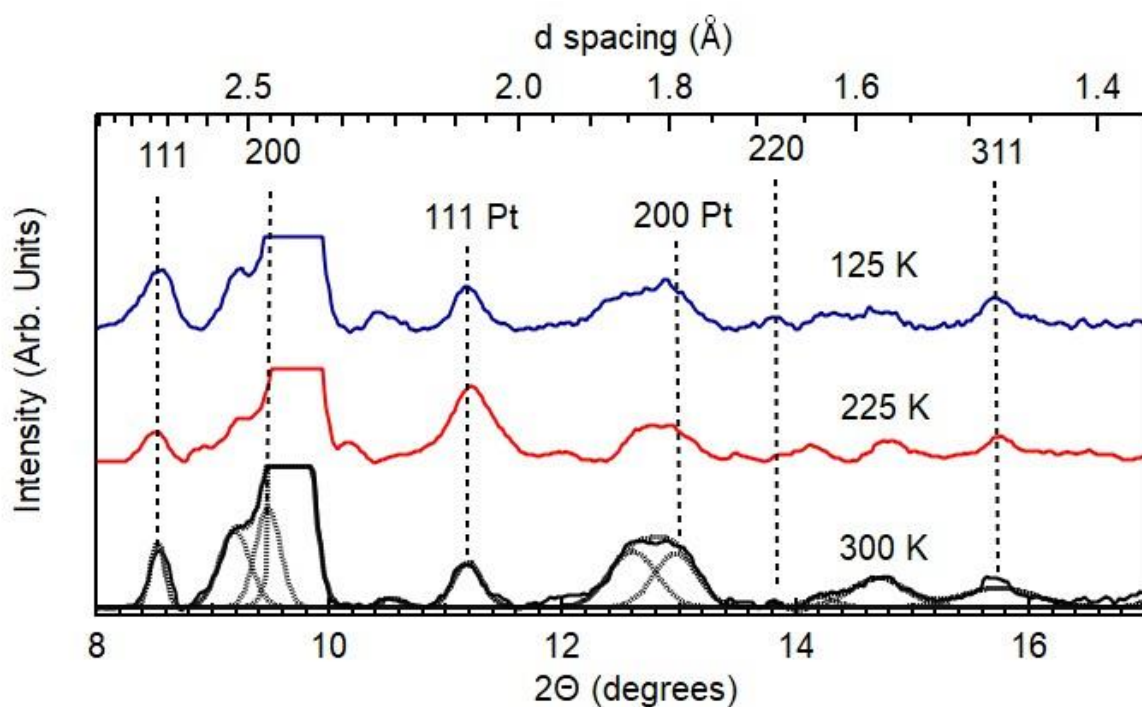 d spacing (Å)
2.5 2.0 1.8 1.6 1.4
111 200 220 311
111 Pt 200 Pt
125 K
225 K
300 K
Intensity (Arb. Units)
8 10 12 14 16
2Θ (degrees)